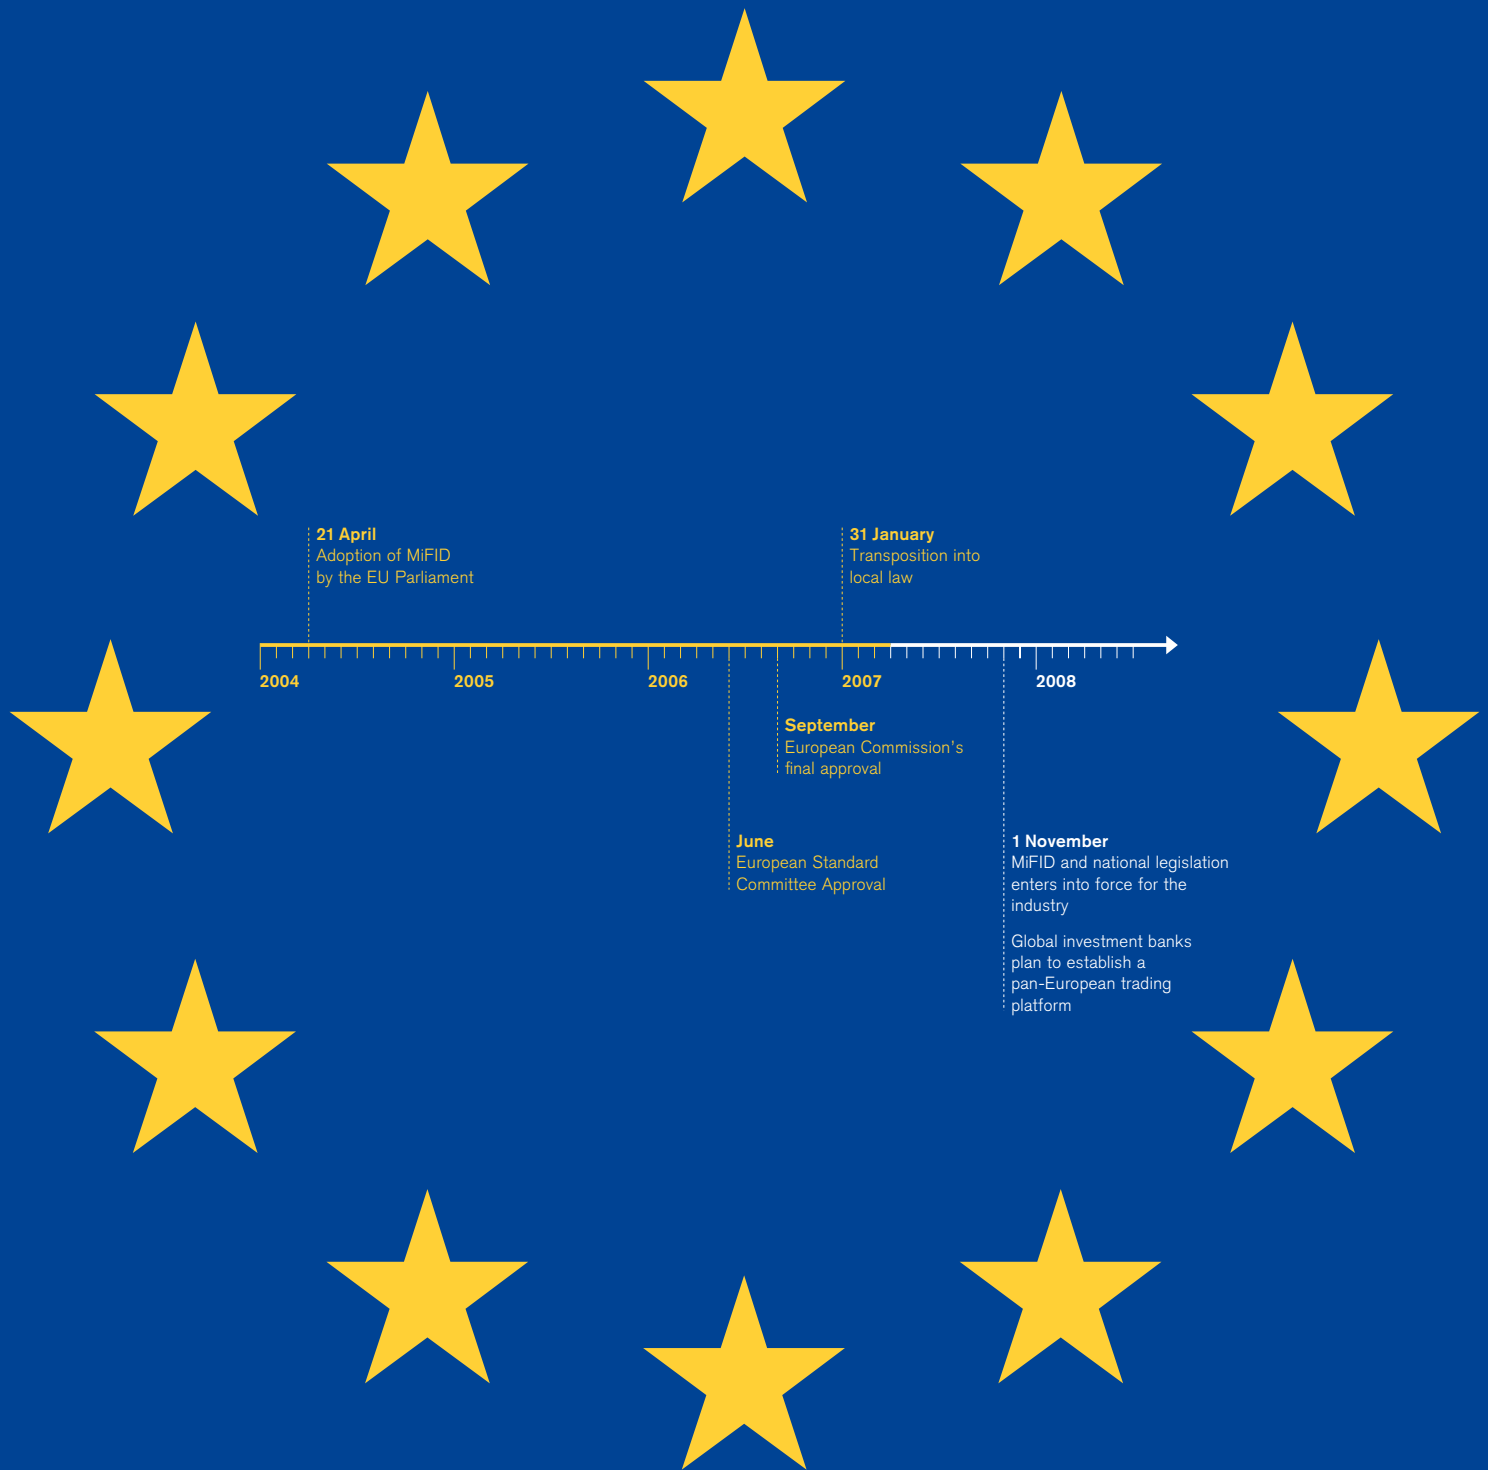 21 April
Adoption of MiFID
by the EU Parliament
31 January
Transposition into
local law
2004
2005
2006
2007
2008
September
European Commission's
final approval
June
European Standard
Committee Approval
1 November
MiFID and national legislation
enters into force for the
industry
Global investment banks
plan to establish a
pan-European trading
platform